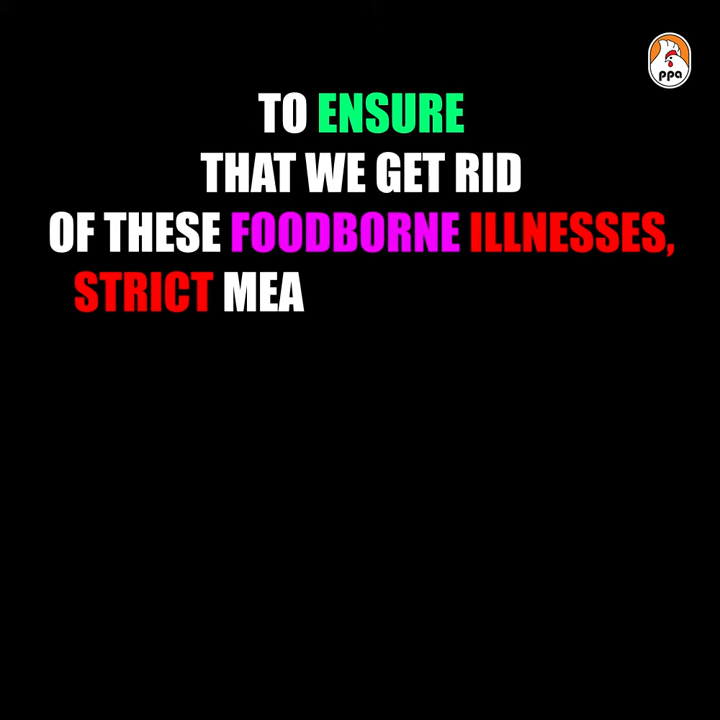 ppa
TO ENSURE
THAT WE GET RID
OF THESE FOODBORNE ILLNESSES,
STRICT MEA